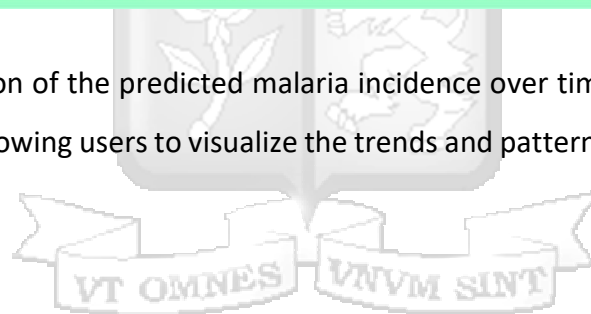 on of the predicted malaria incidence over tim
owing users to visualize the trends and pattern
VT OMNES VNVM SINT